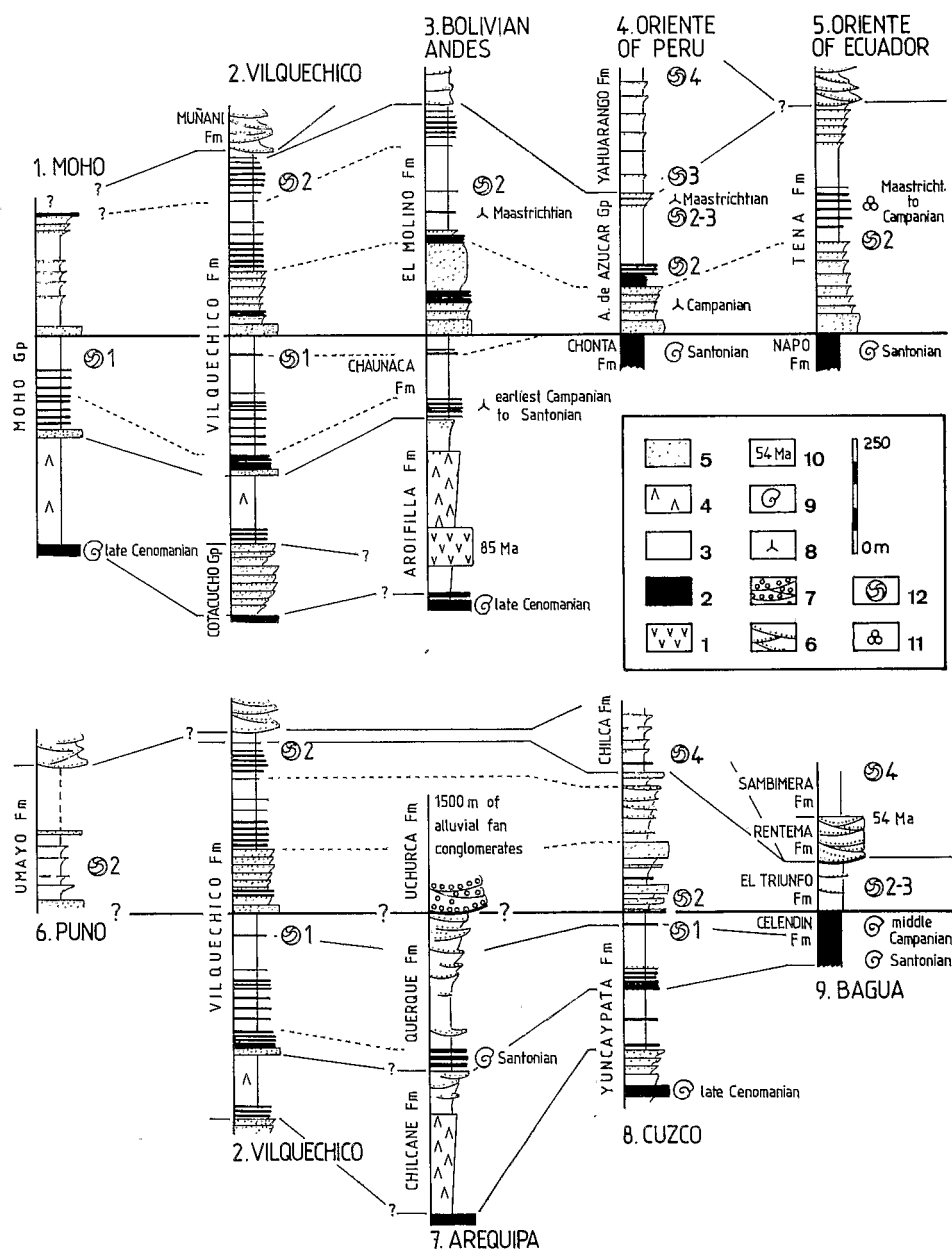 3. BOLIVIAN
ANDES
4. ORIENTE
OF PERU
5. ORIENTE
OF ECUADOR
2. VILQUECHICO
1. MOHO
MUÑANI
Fm
VILQUECHICO Fm
COTACUCHO Gp
MOHO Gp
EL MOLINO Fm
CHAUNACA
Fm
AROIFILLA Fm
YAHUARANGO Fm
A. de AZUCAR Gp
CHONTA
Fm
TENA Fm
NAPO
Fm
?
?
?
?
?
?
1
late Cenomanian
2
1
2
Maastrichtian
earliest Campanian
to Santonian
85 Ma
late Cenomanian
4
3
Maastrichtian
2-3
2
Campanian
Santonian
Maastricht.
to
Campanian
2
Santonian
5
4
3
2
1
54 Ma 10
9
8
7
6
250
0 m
12
11
UMAYO Fm
2
6. PUNO
?
?
VILQUECHICO Fm
2
1
2. VILQUECHICO
1500 m of
alluvial fan
conglomerates
UCHURCA Fm
QUERQUE Fm
CHILCANE Fm
?
?
?
?
Santonian
7. AREQUIPA
CHILCA Fm
YUNCAYPATA Fm
4
2
1
late Cenomanian
8. CUZCO
SAMBIMERA
Fm
RENTEMA
Fm
EL TRIUNFO
Fm
CELENDIN
Fm
4
54 Ma
2-3
middle
Campanian
Santonian
9. BAGUA